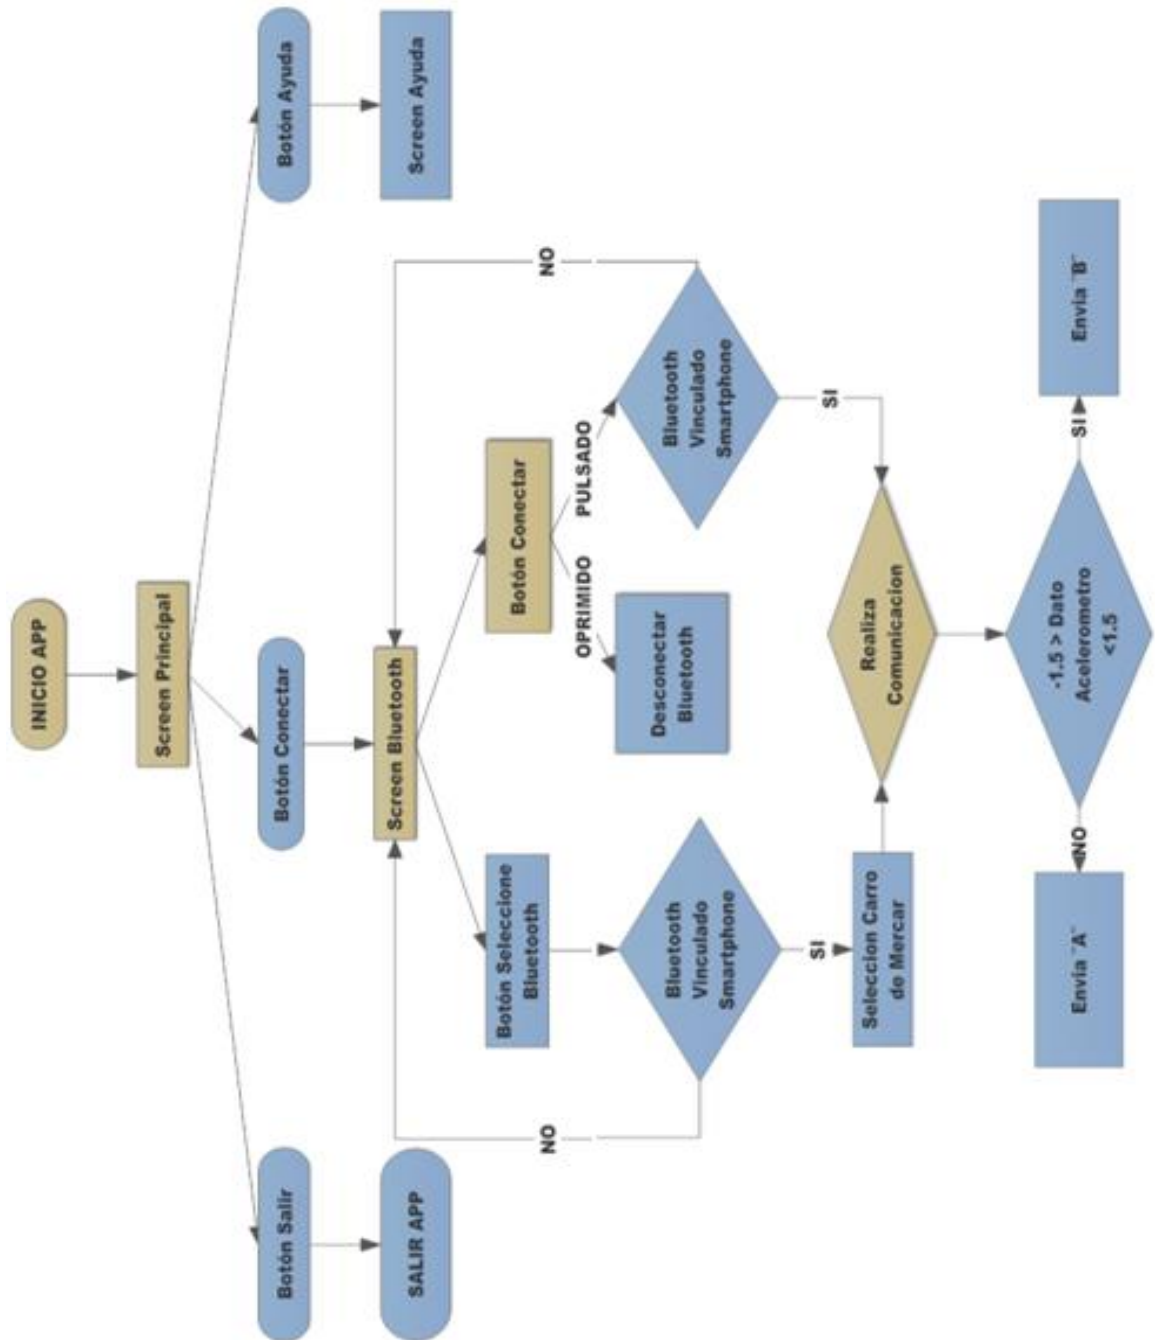 INICIO APP
Screen Principal
Botón Salir
Botón Conectar
Botón Ayuda
SALIR APP
Screen Bluetooth
Screen Ayuda
Botón Seleccione
Bluetooth
Botón Conectar
NO
NO
OPRIMIDO
PULSADO
Bluetooth
Vinculado
Smartphone
Desconectar
Bluetooth
Bluetooth
Vinculado
Smartphone
SI
SI
Seleccion Carro
de Mercar
Realiza
Comunicacion
-1.5 > Dato
Acelerometro
<1.5
NO
SI
Envia ¨A¨
Envia ¨B¨